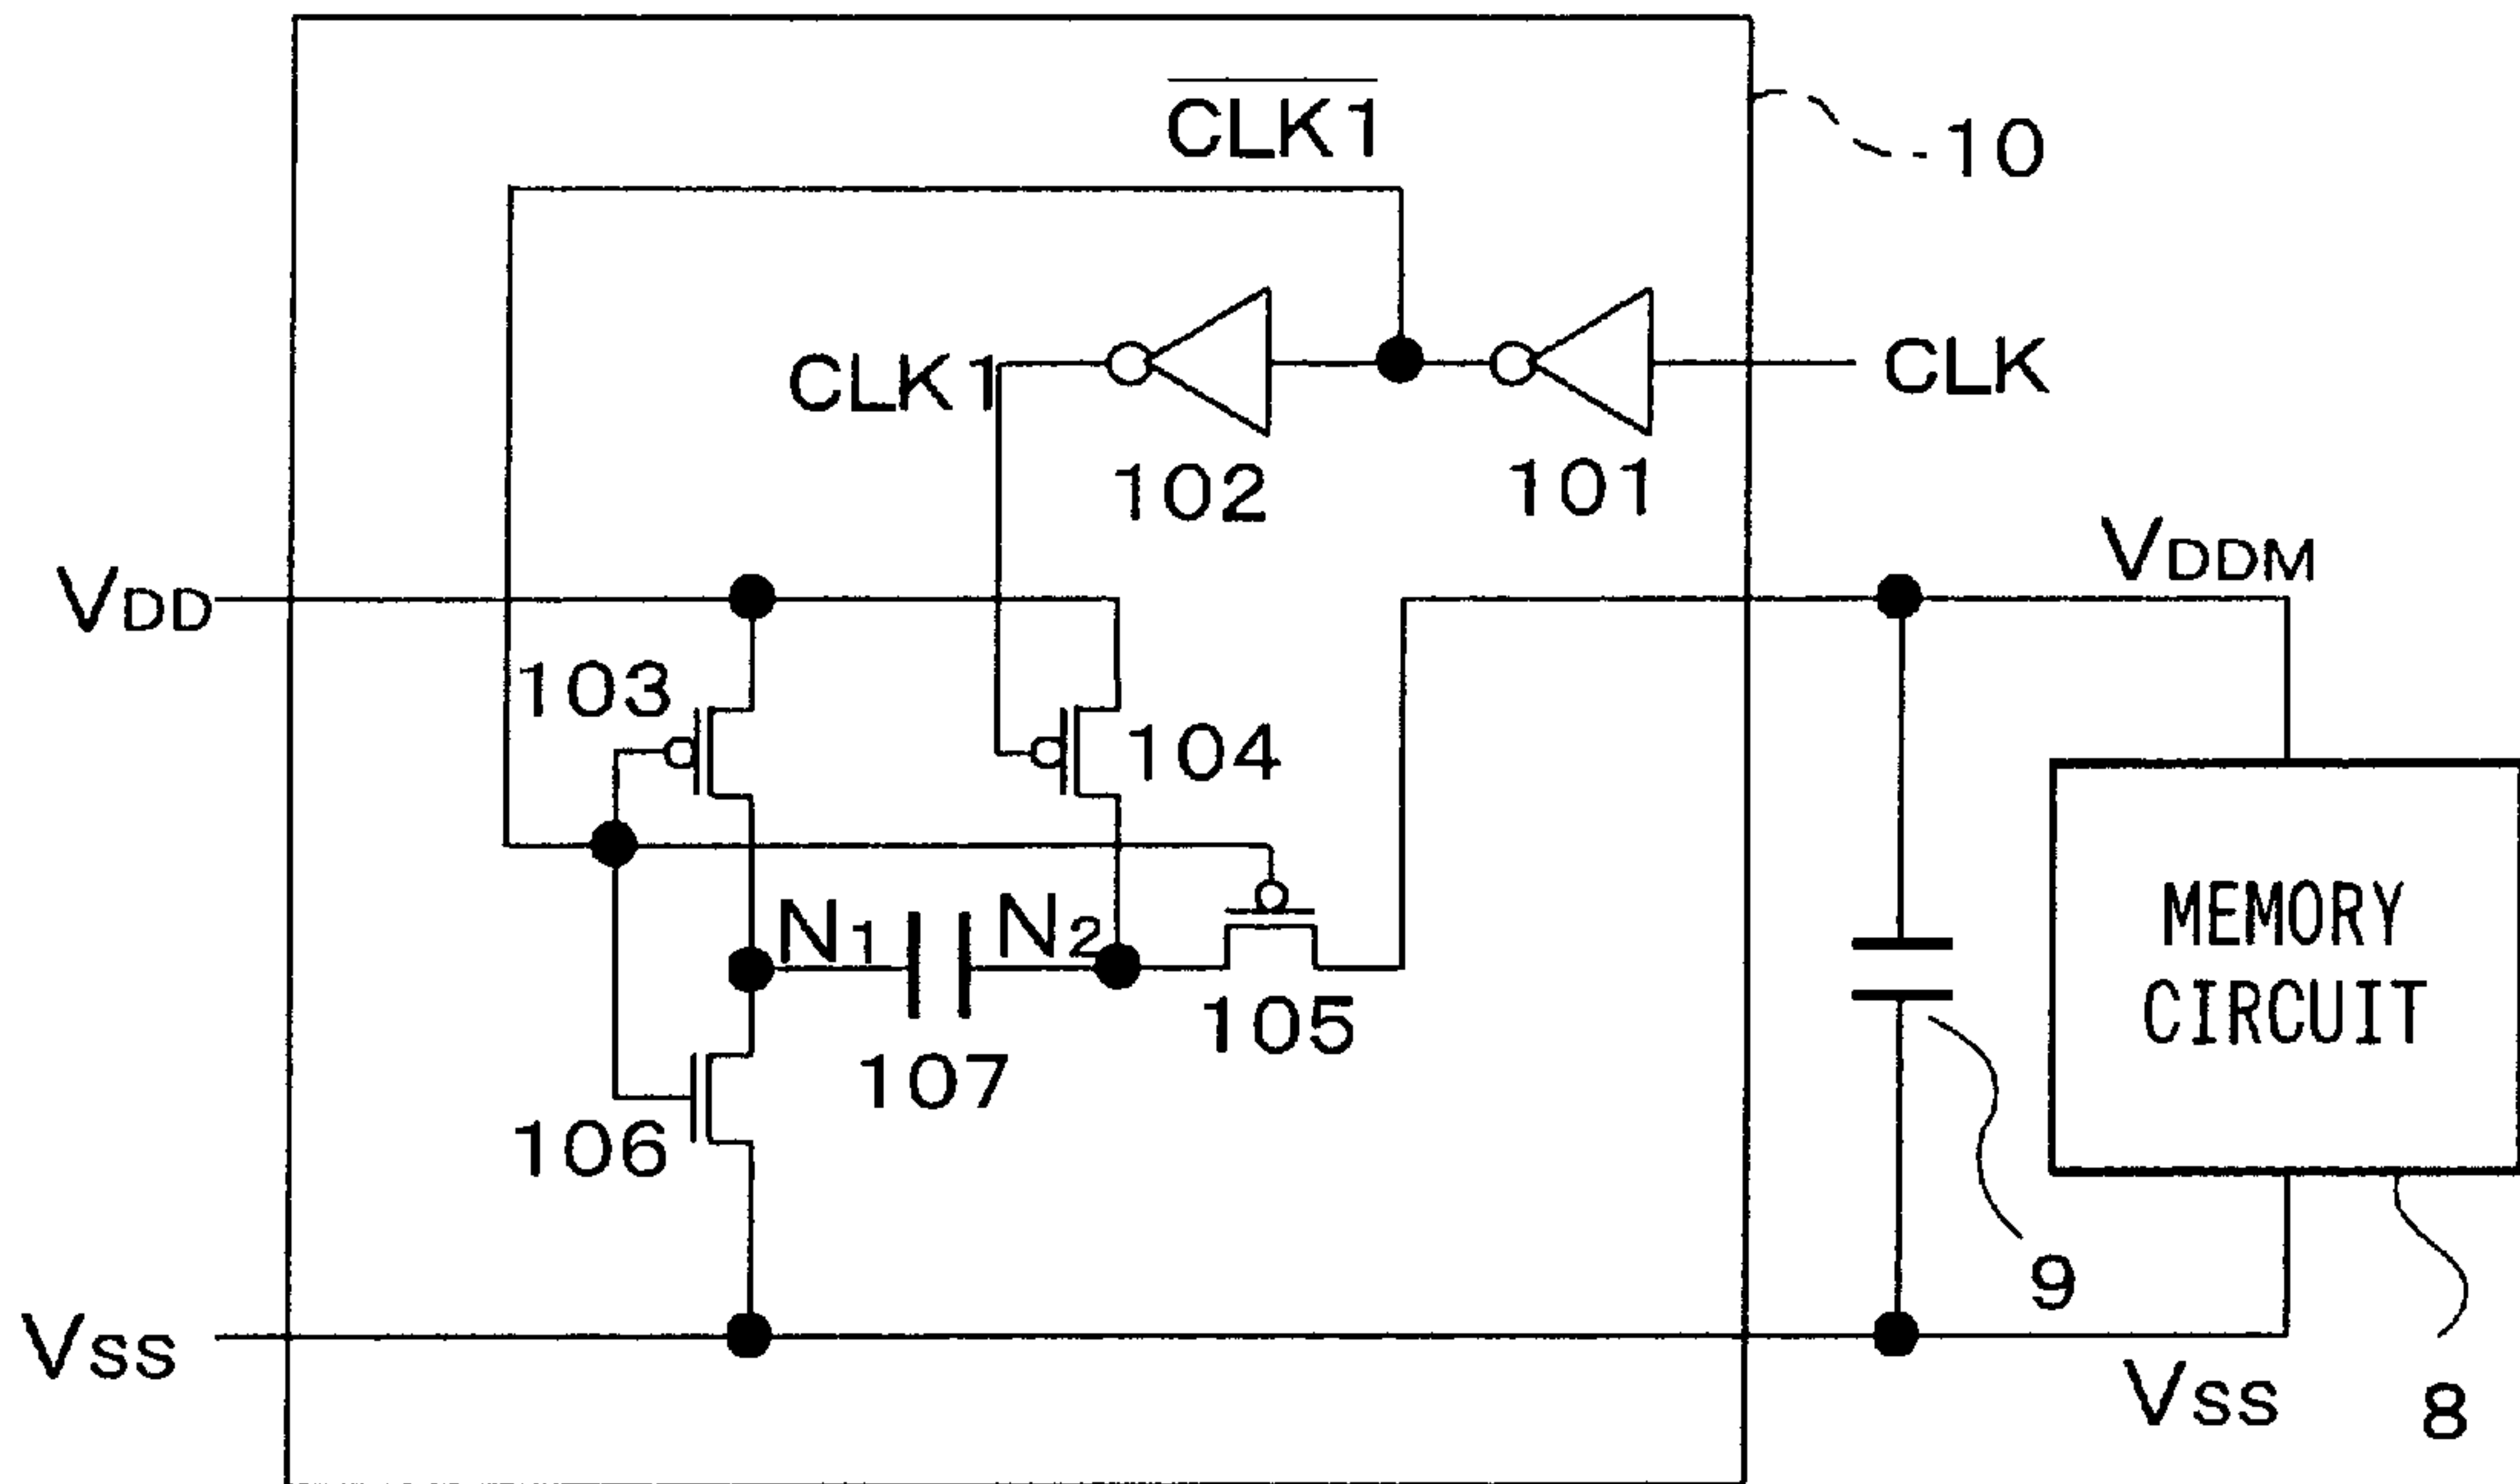 CLK1
10
CLK1
CLK
102
101
VDD
VDDM
103
104
N1
N2
MEMORY
CIRCUIT
105
107
106
9
VSS
VSS
8